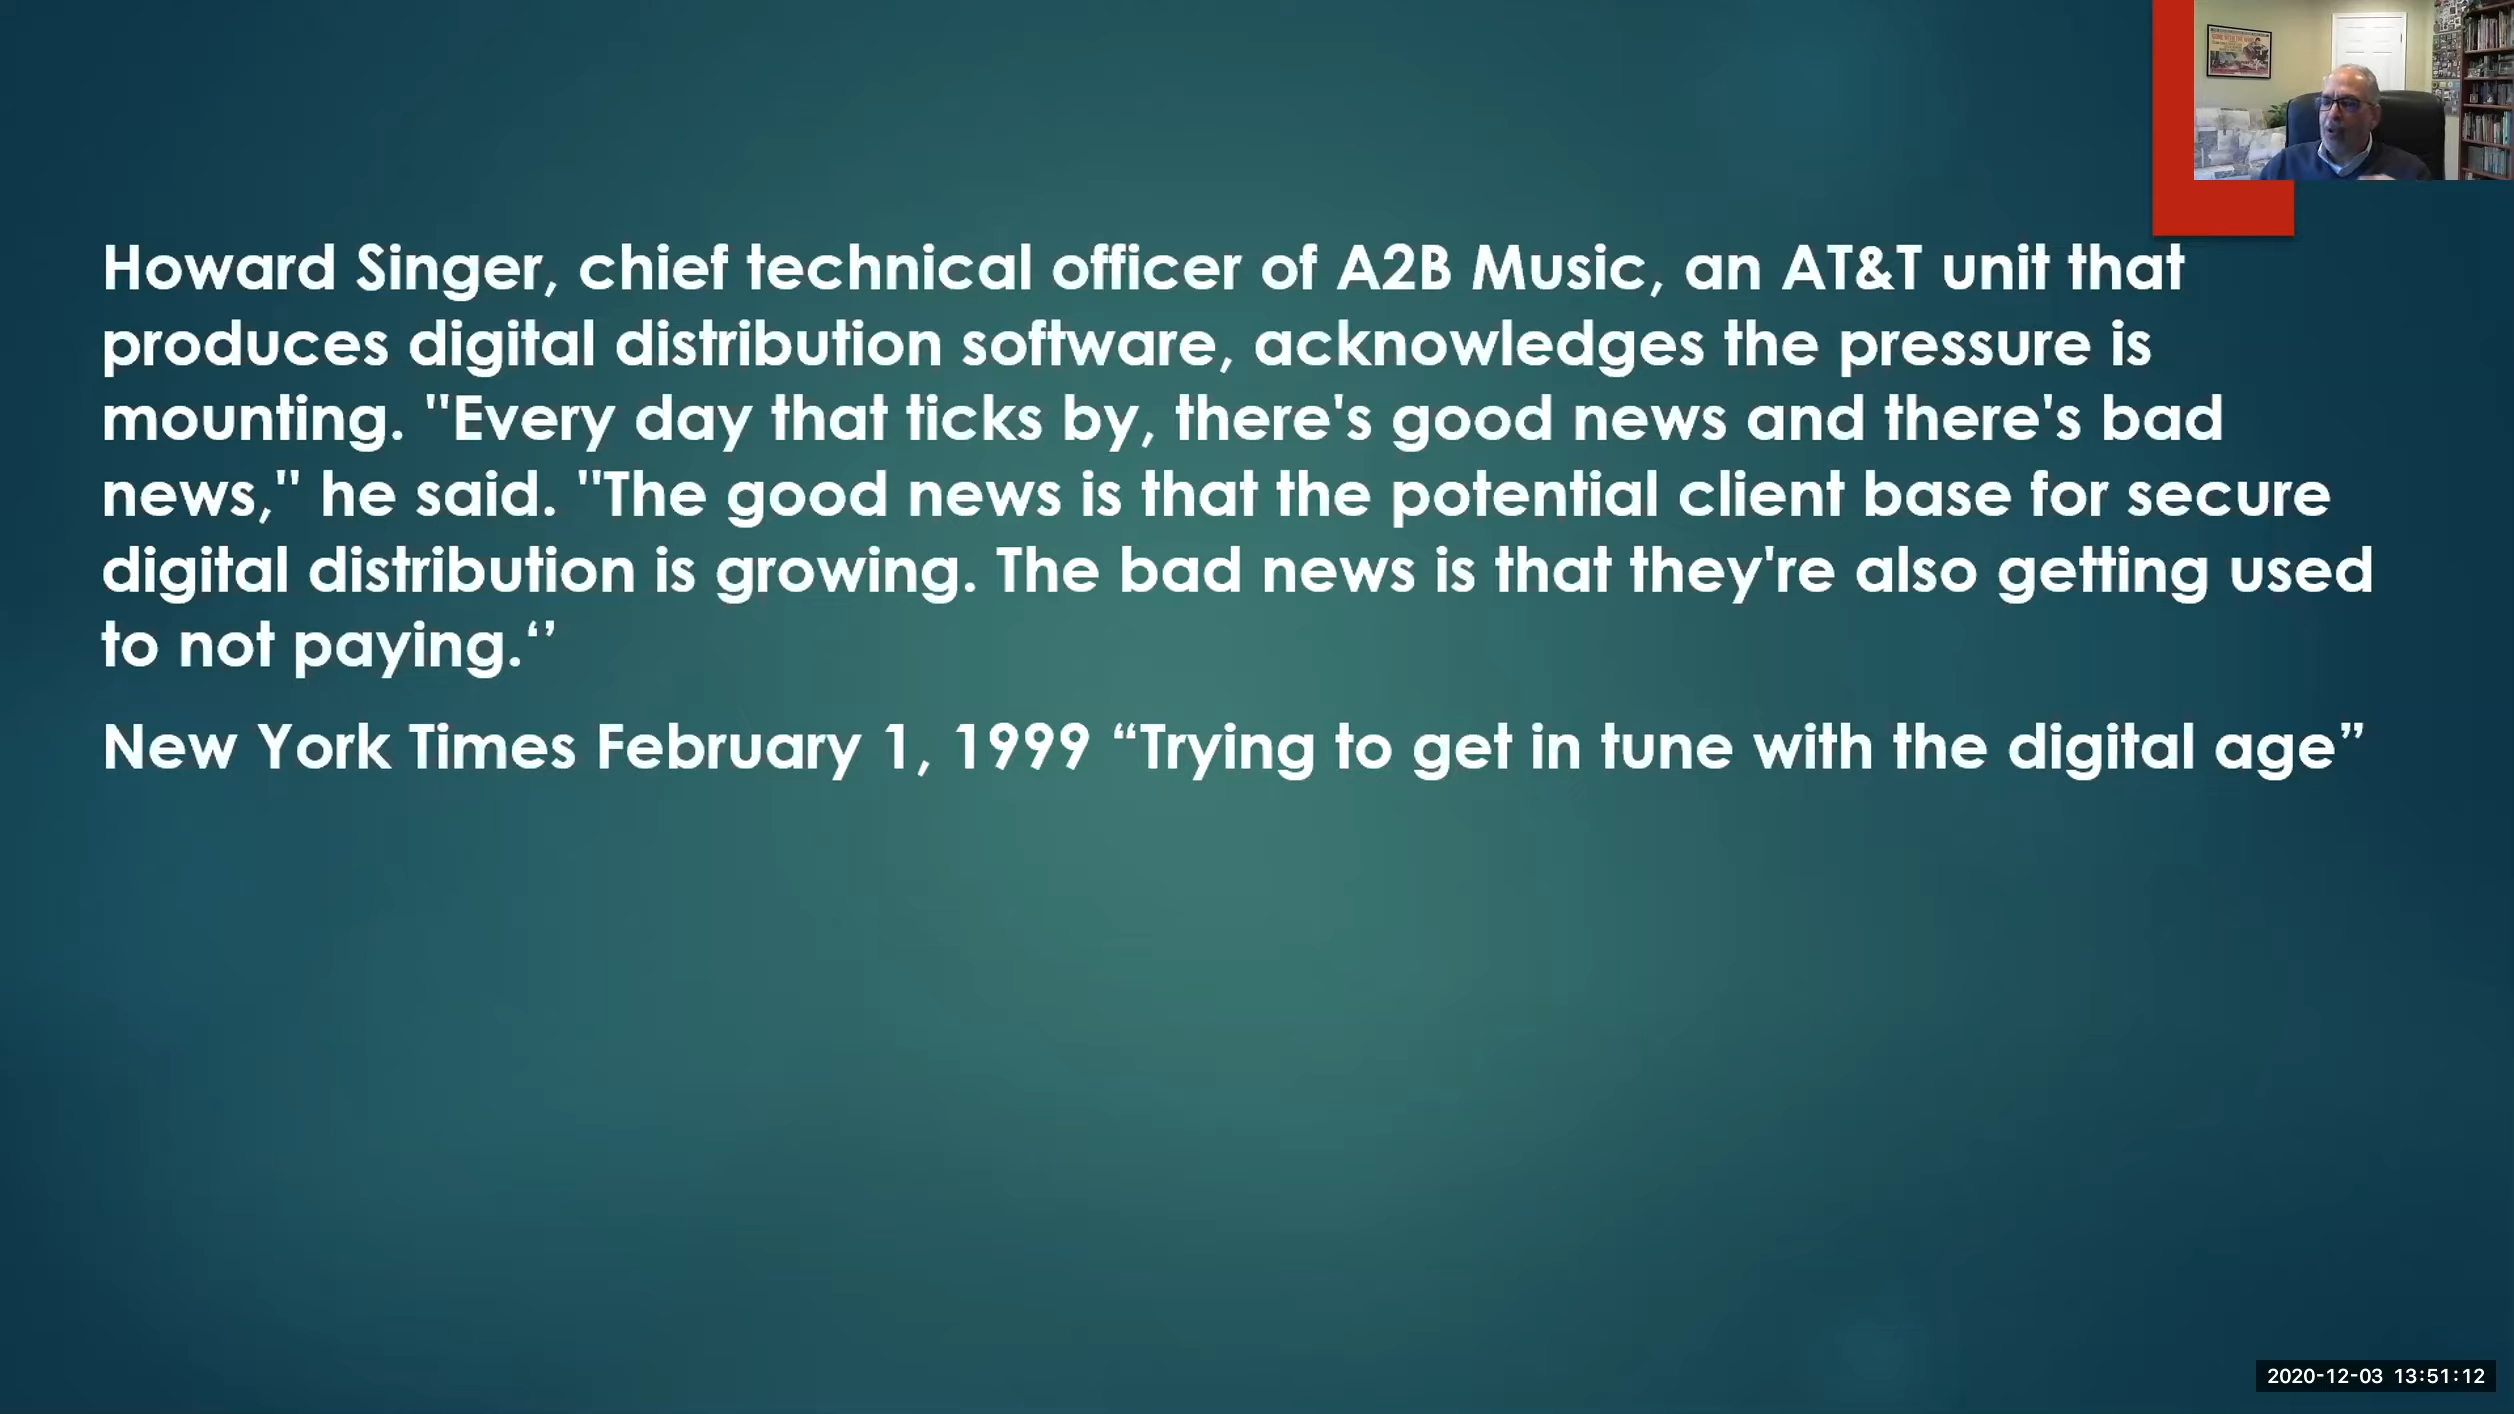 Howard Singer, chief technical officer of A2B Music, an AT&T unit that
produces digital distribution software, acknowledges the pressure is
mounting. "Every day that ticks by, there's good news and there's bad
news," he said. "The good news is that the potential client base for secure
digital distribution is growing. The bad news is that they're also getting used
to not paying.‘’
New York Times February 1, 1999 “Trying to get in tune with the digital age”
2020-12-03 13:51:12